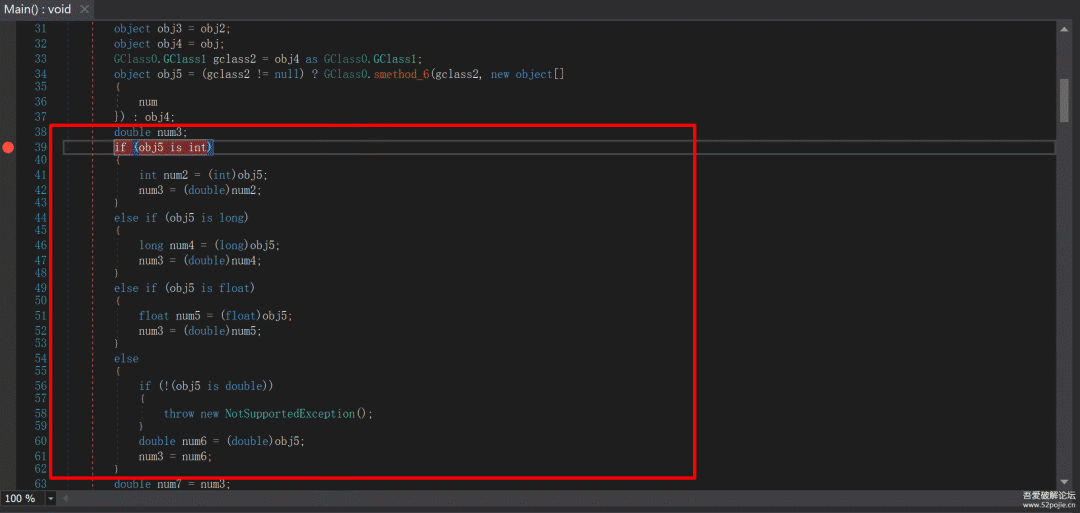 Main() : void ×
31 object obj3 = obj2;
32 object obj4 = obj;
33 GClass0.GClass1 gclass2 = obj4 as GClass0.GClass1;
34 object obj5 = (gclass2 != null) ? GClass0.smethod_6(gclass2, new object[]
35 {
36 num
37 }) : obj4;
38 double num3;
39 if (obj5 is int)
40 {
41 int num2 = (int)obj5;
42 num3 = (double)num2;
43 }
44 else if (obj5 is long)
45 {
46 long num4 = (long)obj5;
47 num3 = (double)num4;
48 }
49 else if (obj5 is float)
50 {
51 float num5 = (float)obj5;
52 num3 = (double)num5;
53 }
54 else
55 {
56 if (!(obj5 is double))
57 {
58 throw new NotSupportedException();
59 }
60 double num6 = (double)obj5;
61 num3 = num6;
62 }
63 double num7 = num3;
100 %
吾爱破解论坛
www.52pojie.cn